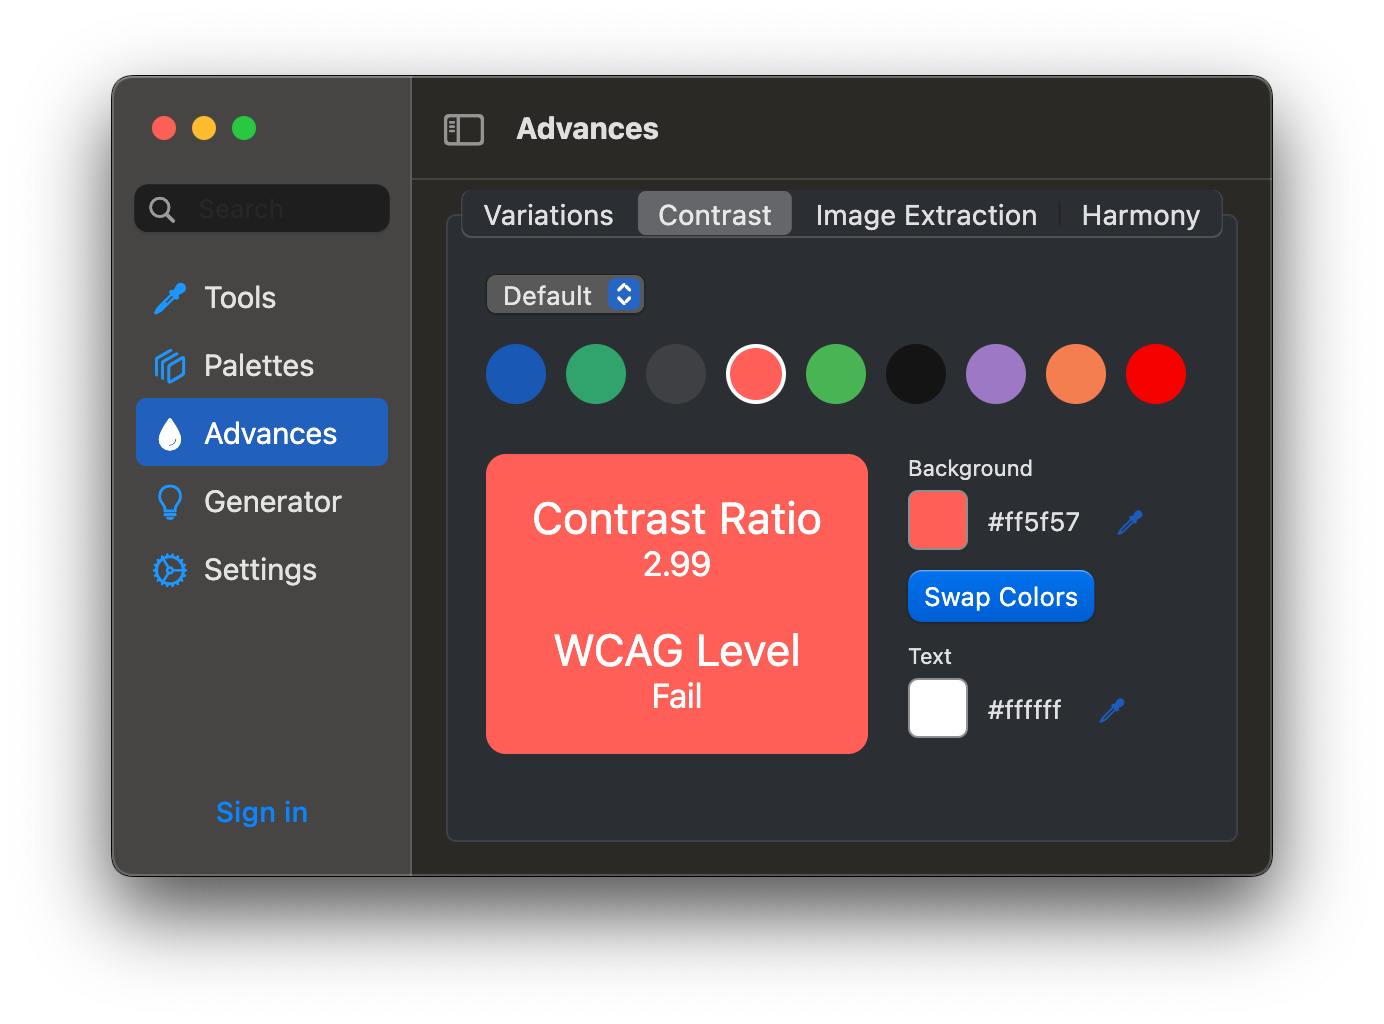 Advances
Search
Tools
Palettes
Advances
Generator
Settings
Sign in
Variations
Contrast
Image Extraction
Harmony
Default
Contrast Ratio
2.99
WCAG Level
Fail
Background
#ff5f57
Swap Colors
Text
#ffffff